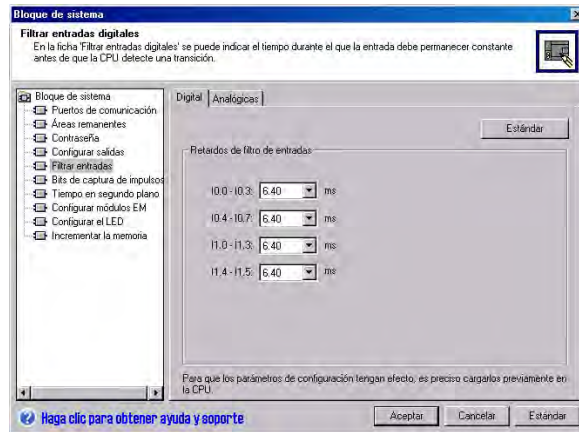 Bloque de sistema
Filtrar entradas digitales
En la ficha 'Filtrar entradas digitales' se puede indicar el tiempo durante el que la entrada debe permanecer constante
antes de que la CPU detecte una transición.
Bloque de sistema
Puertos de comunicación
Áreas remanentes
Contraseña
Configurar salidas
Filtrar entradas
Bits de captura de impulsos
Tiempo en segundo plano
Configurar módulos EM
Configurar el LED
Incrementar la memoria
Digital
Analógicas
Estándar
Retardos de filtro de entradas
I0.0 - I0.3: 6.40 ms
I0.4 - I0.7: 6.40 ms
I1.0 - I1.3: 6.40 ms
I1.4 - I1.5: 6.40 ms
Para que los parámetros de configuración tengan efecto, es preciso cargarlos previamente en
la CPU.
Haga clic para obtener ayuda y soporte
Aceptar
Cancelar
Estándar